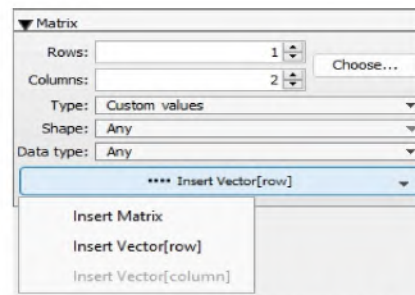 Matrix
Rows: 1
Choose...
Columns: 2
Type: Custom values
Shape: Any
Data type: Any
•••• Insert Vector[row]
Insert Matrix
Insert Vector[row]
Insert Vector[column]